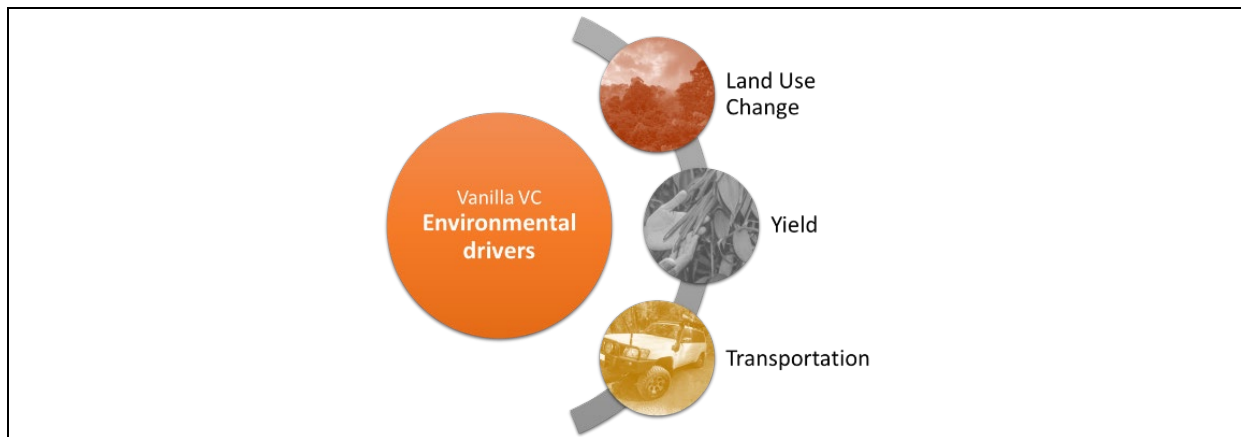 Land Use
Change
Vanilla VC
Environmental
drivers
Yield
Transportation